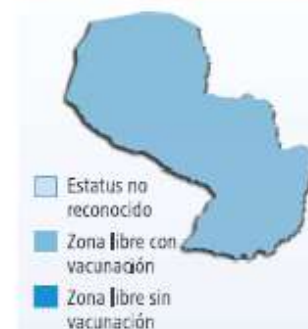 Estatus no
reconocido
Zona libre con
vacunación
Zona libre sin
vacunación